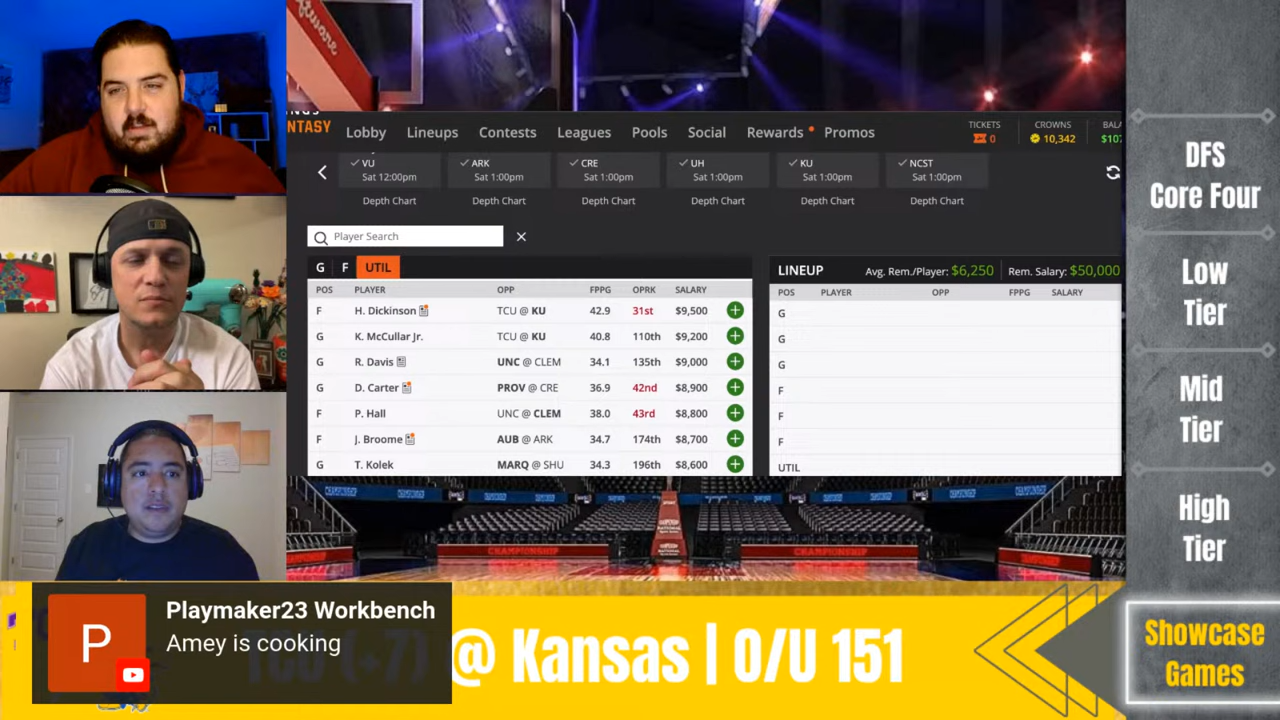 NTASY
Lobby
Lineups
Contests
Leagues
Pools
Social
Rewards
Promos
TICKETS
0
CROWNS
10,342
VU
Sat 12:00pm
Depth Chart
ARK
Sat 1:00pm
Depth Chart
CRE
Sat 1:00pm
Depth Chart
UH
Sat 1:00pm
Depth Chart
KU
Sat 1:00pm
Depth Chart
NCST
Sat 1:00pm
Depth Chart
Player Search
G F UTIL
POS PLAYER OPP FPPG OPRK SALARY
F H. Dickinson TCU @ KU 42.9 31st $9,500
G K. McCullar Jr. TCU @ KU 40.8 110th $9,200
G R. Davis UNC @ CLEM 34.1 135th $9,000
G D. Carter PROV @ CRE 36.9 42nd $8,900
F P. Hall UNC @ CLEM 38.0 43rd $8,800
F J. Broome AUB @ ARK 34.7 174th $8,700
G T. Kolek MARQ @ SHU 34.3 196th $8,600
LINEUP Avg. Rem./Player: $6,250 Rem. Salary: $50,000
POS PLAYER OPP FPPG SALARY
G
G
G
F
F
F
UTIL
CHAMPIONSHIP
CHAMPIONSHIP
DFS
Core Four
Low
Tier
Mid
Tier
High
Tier
Showcase
Games
P
Playmaker23 Workbench
Amey is cooking
TCU (+7) @ Kansas | O/U 151